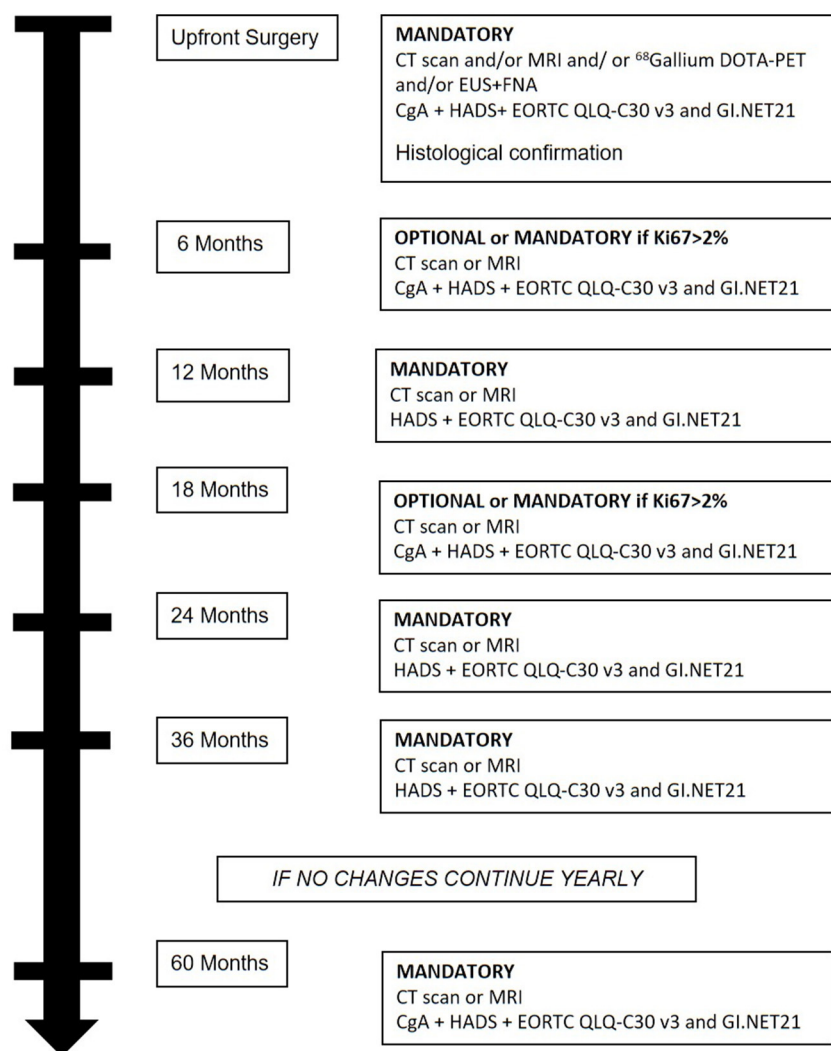 Upfront Surgery
MANDATORY
CT scan and/or MRI and/ or ⁶⁸Gallium DOTA-PET
and/or EUS+FNA
CgA + HADS+ EORTC QLQ-C30 v3 and GI.NET21
Histological confirmation
6 Months
OPTIONAL or MANDATORY if Ki67>2%
CT scan or MRI
CgA + HADS + EORTC QLQ-C30 v3 and GI.NET21
12 Months
MANDATORY
CT scan or MRI
HADS + EORTC QLQ-C30 v3 and GI.NET21
18 Months
OPTIONAL or MANDATORY if Ki67>2%
CT scan or MRI
CgA + HADS + EORTC QLQ-C30 v3 and GI.NET21
24 Months
MANDATORY
CT scan or MRI
HADS + EORTC QLQ-C30 v3 and GI.NET21
36 Months
MANDATORY
CT scan or MRI
HADS + EORTC QLQ-C30 v3 and GI.NET21
IF NO CHANGES CONTINUE YEARLY
60 Months
MANDATORY
CT scan or MRI
CgA + HADS + EORTC QLQ-C30 v3 and GI.NET21